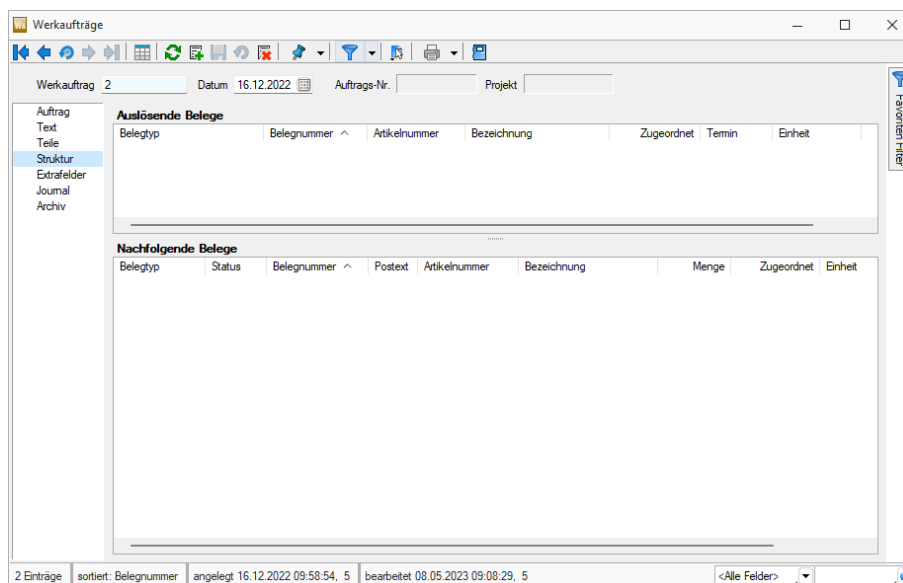 Werkaufträge
Werkauftrag 2 Datum 16.12.2022 Auftrags-Nr. Projekt
Favoriten Filter
Auftrag
Text
Teile
Struktur
Extrafelder
Journal
Archiv
Auslösende Belege
Belegtyp Belegnummer Artikelnummer Bezeichnung Zugeordnet Termin Einheit
Nachfolgende Belege
Belegtyp Status Belegnummer Postext Artikelnummer Bezeichnung Menge Zugeordnet Einheit
2 Einträge sortiert: Belegnummer angelegt 16.12.2022 09:58:54, 5 bearbeitet 08.05.2023 09:08:29, 5 <Alle Felder>